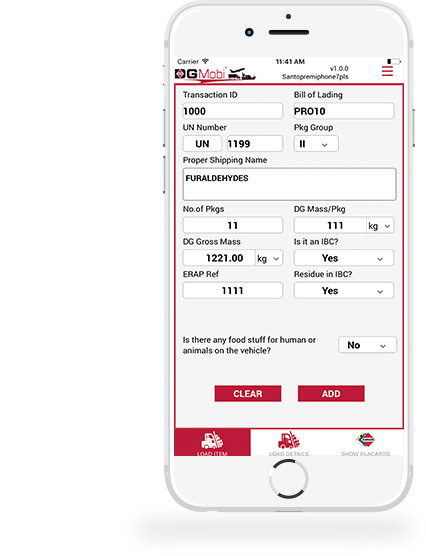 Carrier 11:41 AM
DGMobi v1.0.0
Santopremiphone7pls
Transaction ID Bill of Lading
1000 PRO10
UN Number Pkg Group
UN 1199 II
Proper Shipping Name
FURALDEHYDES
No.of Pkgs DG Mass/Pkg
11 111 kg
DG Gross Mass Is it an IBC?
1221.00 kg Yes
ERAP Ref Residue in IBC?
1111 Yes
Is there any food stuff for human or
animals on the vehicle?
No
CLEAR ADD
LOAD ITEM LOAD DETAILS SHOW PLACARDS